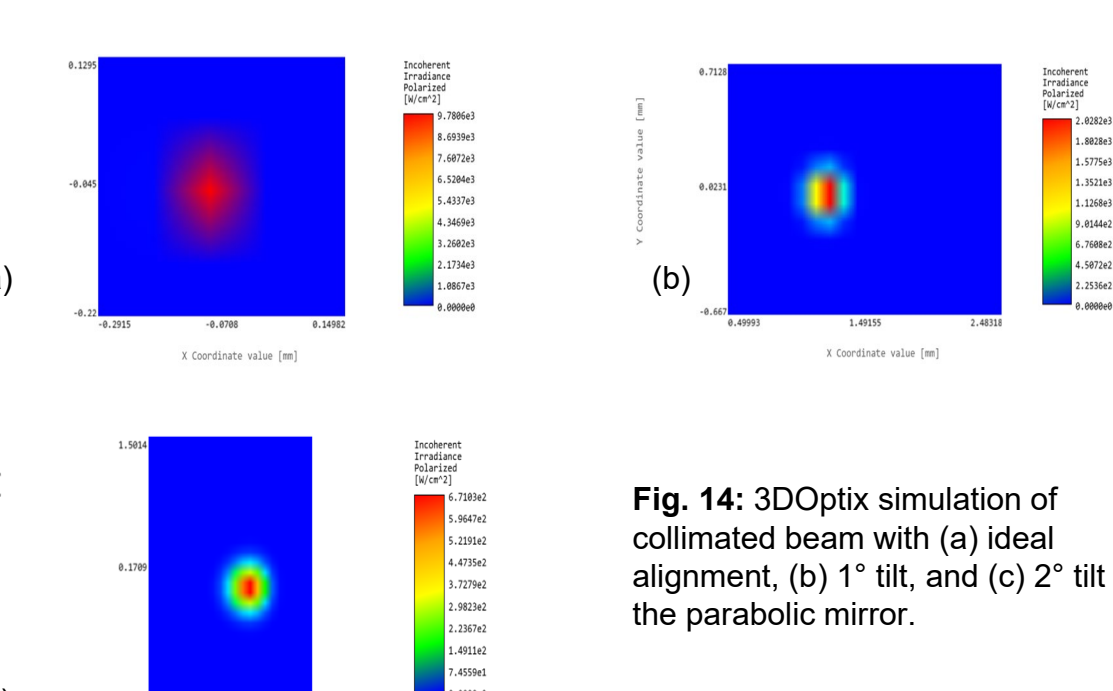 0.1295
-0.045
-0.22
-0.2915 -0.0708 0.14982
X Coordinate value [mm]
Incoherent
Irradiance
Polarized
[W/cm^2]
9.7806e3
8.6939e3
7.6072e3
6.5204e3
5.4337e3
4.3469e3
3.2602e3
2.1734e3
1.0867e3
0.0000e0
)
(b)
Y Coordinate value [mm]
0.7128
0.0231
-0.667
0.49993 1.49155 2.48318
X Coordinate value [mm]
Incoherent
Irradiance
Polarized
[W/cm^2]
2.0282e3
1.8028e3
1.5775e3
1.3521e3
1.1268e3
9.0144e2
6.7608e2
4.5072e2
2.2536e2
0.0000e0
1.5014
0.1709
Incoherent
Irradiance
Polarized
[W/cm^2]
6.7103e2
5.9647e2
5.2191e2
4.4735e2
3.7279e2
2.9823e2
2.2367e2
1.4911e2
7.4559e1
Fig. 14: 3DOptix simulation of
collimated beam with (a) ideal
alignment, (b) 1° tilt, and (c) 2° tilt
the parabolic mirror.